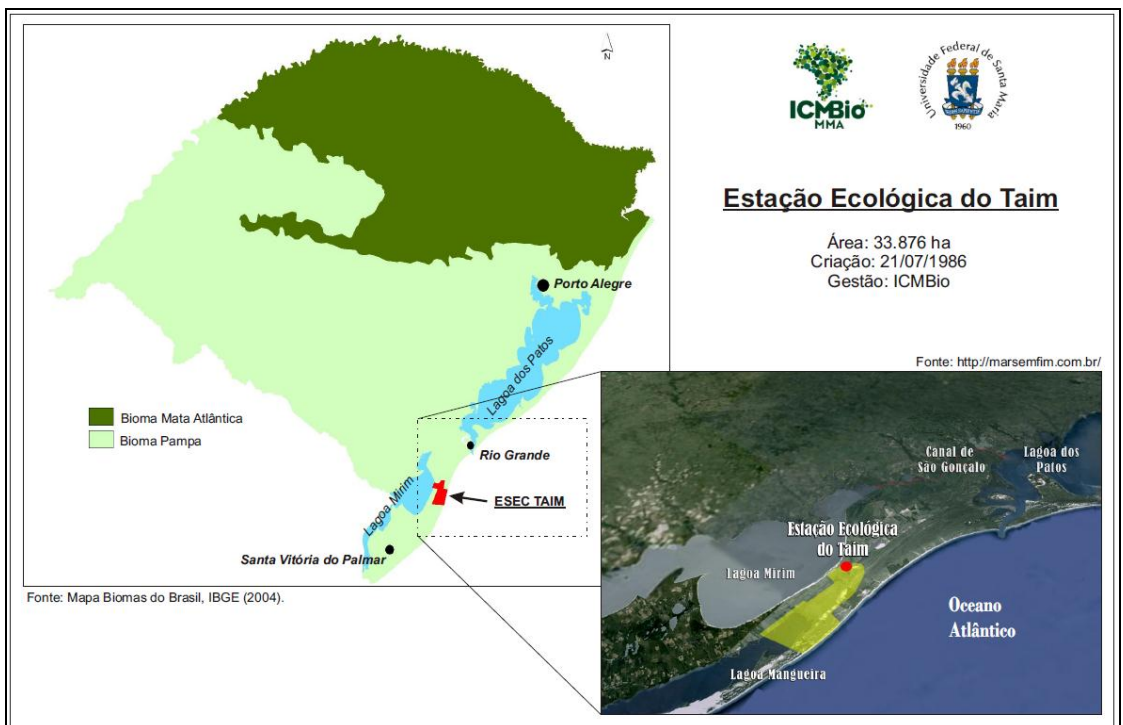 N
ICMBio
MMA
Universidade Federal de Santa Maria
1960
Estação Ecológica do Taim
Área: 33.876 ha
Criação: 21/07/1986
Gestão: ICMBio
Porto Alegre
Lagoa dos Patos
Bioma Mata Atlântica
Bioma Pampa
Rio Grande
Lagoa Mirim
ESEC TAIM
Santa Vitória do Palmar
Fonte: Mapa Biomas do Brasil, IBGE (2004).
Fonte: http://marsemfim.com.br/
Canal de
São Gonçalo
Lagoa dos
Patos
Estação Ecológica
do Taim
Lagoa Mirim
Oceano
Atlântico
Lagoa Mangueira